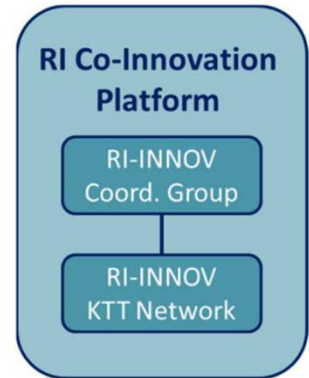 RI Co-Innovation
Platform
RI-INNOV
Coord. Group
RI-INNOV
KTT Network